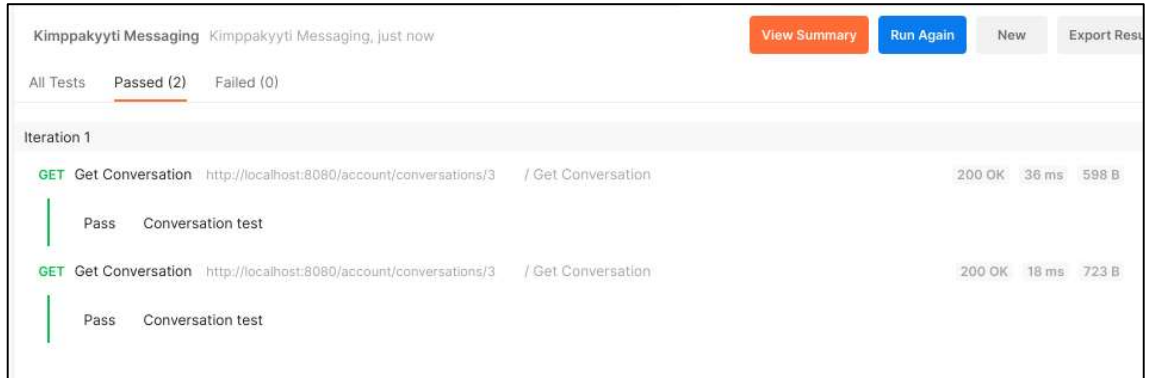 Kimppakyyti Messaging Kimppakyyti Messaging, just now View Summary Run Again New Export Resu
All Tests Passed (2) Failed (0)
Iteration 1
GET Get Conversation http://localhost:8080/account/conversations/3 / Get Conversation 200 OK 36 ms 598 B
Pass Conversation test
GET Get Conversation http://localhost:8080/account/conversations/3 / Get Conversation 200 OK 18 ms 723 B
Pass Conversation test